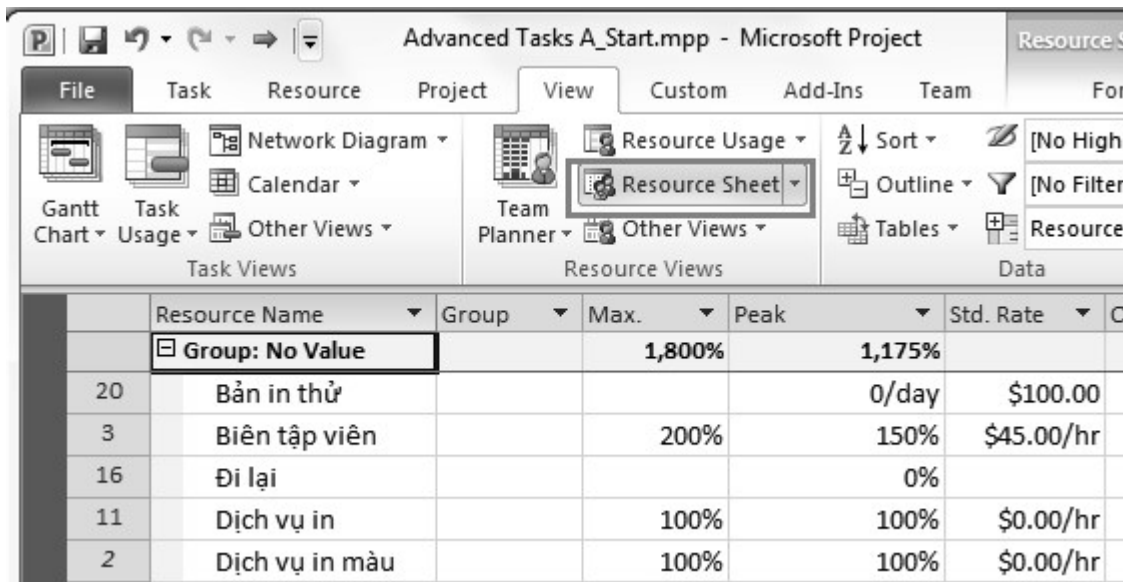 Advanced Tasks A_Start.mpp - Microsoft Project Resource S
File Task Resource Project View Custom Add-Ins Team For
Network Diagram Resource Usage Sort [No High
Calendar Resource Sheet Outline [No Filter
Gantt Chart Task Usage Other Views Team Planner Other Views Tables Resource
Task Views Resource Views Data
Resource Name Group Max. Peak Std. Rate C
Group: No Value 1,800% 1,175%
20 Bản in thử 0/day $100.00
3 Biên tập viên 200% 150% $45.00/hr
16 Đi lại 0%
11 Dịch vụ in 100% 100% $0.00/hr
2 Dịch vụ in màu 100% 100% $0.00/hr